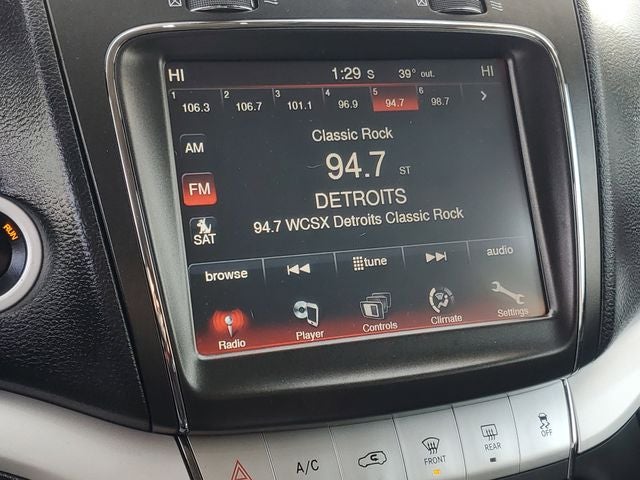 HI 1:29 S 39° out. HI
1 106.3 2 106.7 3 101.1 4 96.9 5 94.7 6 98.7 >
Classic Rock
AM
94.7 ST
FM
DETROITS
94.7 WCSX Detroits Classic Rock
SAT
RUN
browse tune audio
Radio Player Controls Climate Settings
A/C FRONT REAR OFF